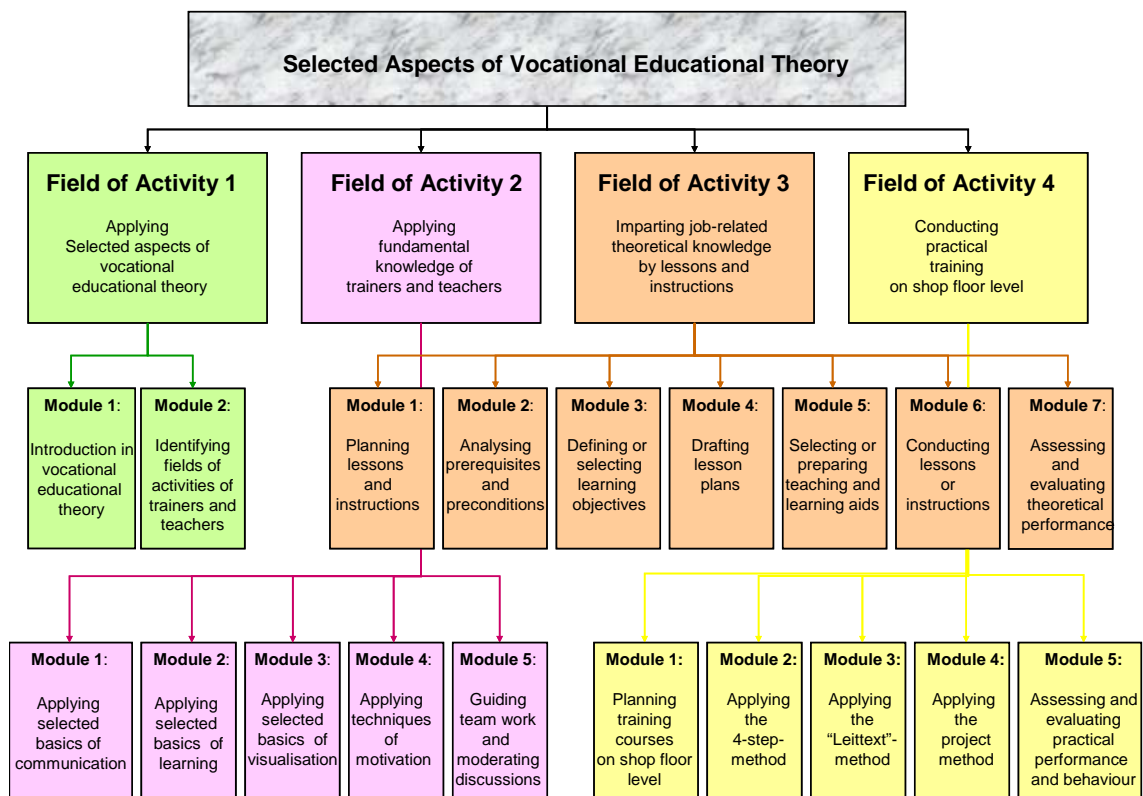 Selected Aspects of Vocational Educational Theory
Field of Activity 1
Applying
Selected aspects of
vocational
educational theory
Field of Activity 2
Applying
fundamental
knowledge of
trainers and teachers
Field of Activity 3
Imparting job-related
theoretical knowledge
by lessons and
instructions
Field of Activity 4
Conducting
practical
training
on shop floor level
Module 1:
Introduction in
vocational
educational
theory
Module 2:
Identifying
fields of
activities of
trainers and
teachers
Module 1:
Planning
lessons
and
instructions
Module 2:
Analysing
prerequisites
and
preconditions
Module 3:
Defining or
selecting
learning
objectives
Module 4:
Drafting
lesson
plans
Module 5:
Selecting or
preparing
teaching and
learning aids
Module 6:
Conducting
lessons
or
instructions
Module 7:
Assessing
and
evaluating
theoretical
performance
Module 1:
Applying
selected
basics of
communication
Module 2:
Applying
selected
basics of
learning
Module 3:
Applying
selected
basics of
visualisation
Module 4:
Applying
techniques
of
motivation
Module 5:
Guiding
team work
and
moderating
discussions
Module 1:
Planning
training
courses
on shop floor
level
Module 2:
Applying
the
4-step-
method
Module 3:
Applying
the
“Leittext”-
method
Module 4:
Applying
the
project
method
Module 5:
Assessing and
evaluating
practical
performance
and behaviour